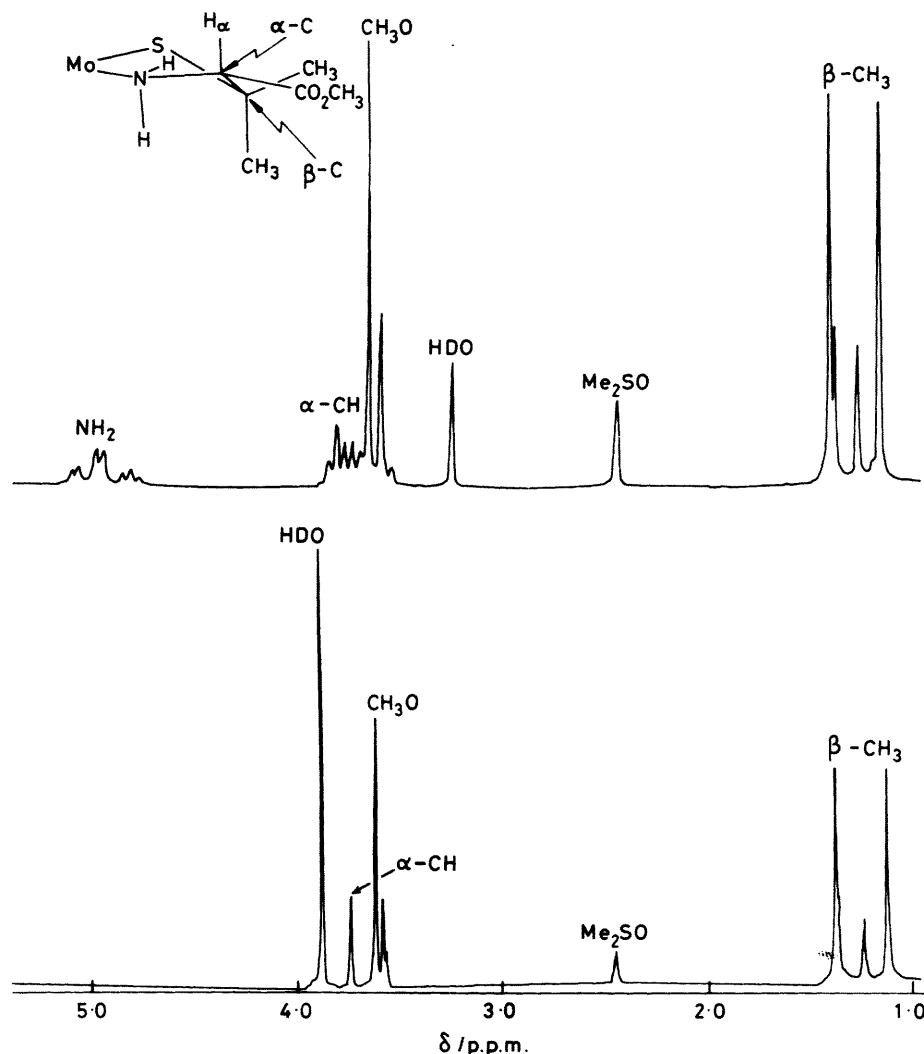 Hα
α-C
S
Mo
H
N
CH3
CO2CH3
H
CH3
β-C
CH3O
β-CH3
HDO
Me2SO
α-CH
NH2
HDO
CH3O
β-CH3
α-CH
Me2SO
5·0 4·0 3·0 2·0 1·0
δ /p.p.m.